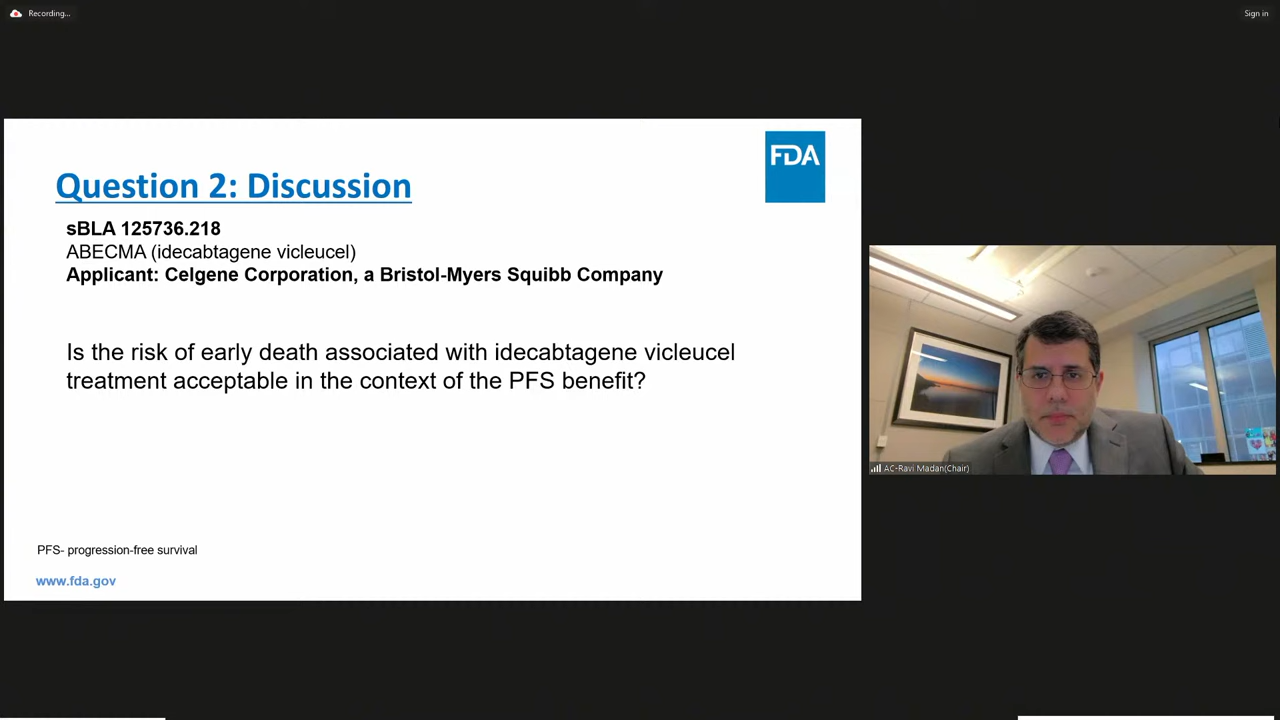 Recording...
Sign in
FDA
Question 2: Discussion
sBLA 125736.218
ABECMA (idecabtagene vicleucel)
Applicant: Celgene Corporation, a Bristol-Myers Squibb Company
Is the risk of early death associated with idecabtagene vicleucel
treatment acceptable in the context of the PFS benefit?
PFS- progression-free survival
www.fda.gov
AC-Ravi Madan(Chair)